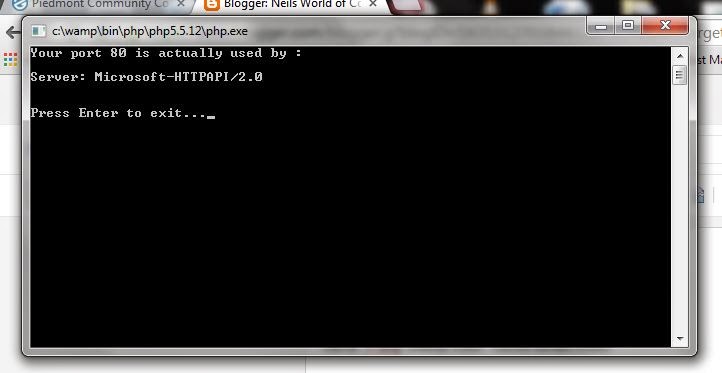 Piedmont Community Co
Blogger: Neils World of Co
c:\wamp\bin\php\php5.5.12\php.exe
Your port 80 is actually used by :
Server: Microsoft-HTTPAPI/2.0
Press Enter to exit..._